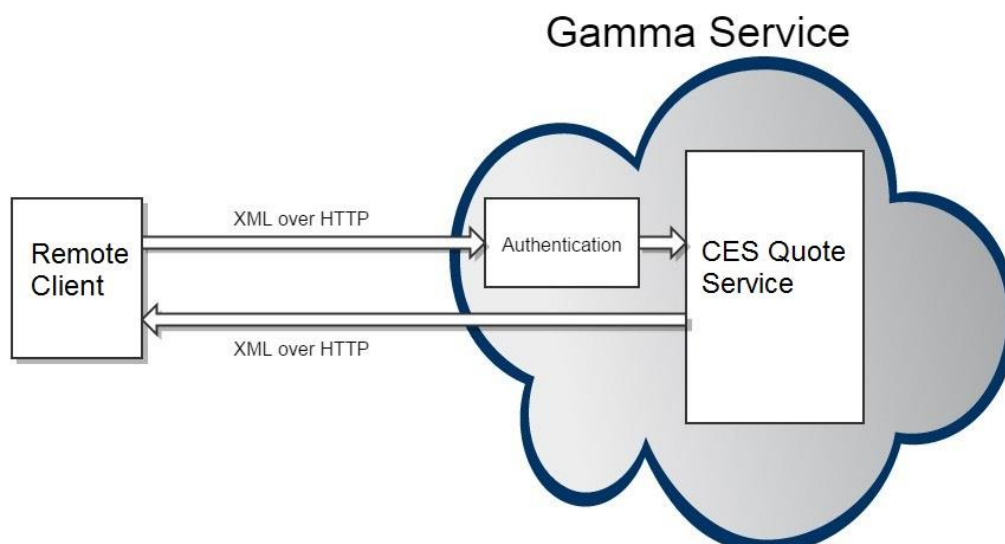 Gamma Service
XML over HTTP
Remote
Client
Authentication
CES Quote
Service
XML over HTTP